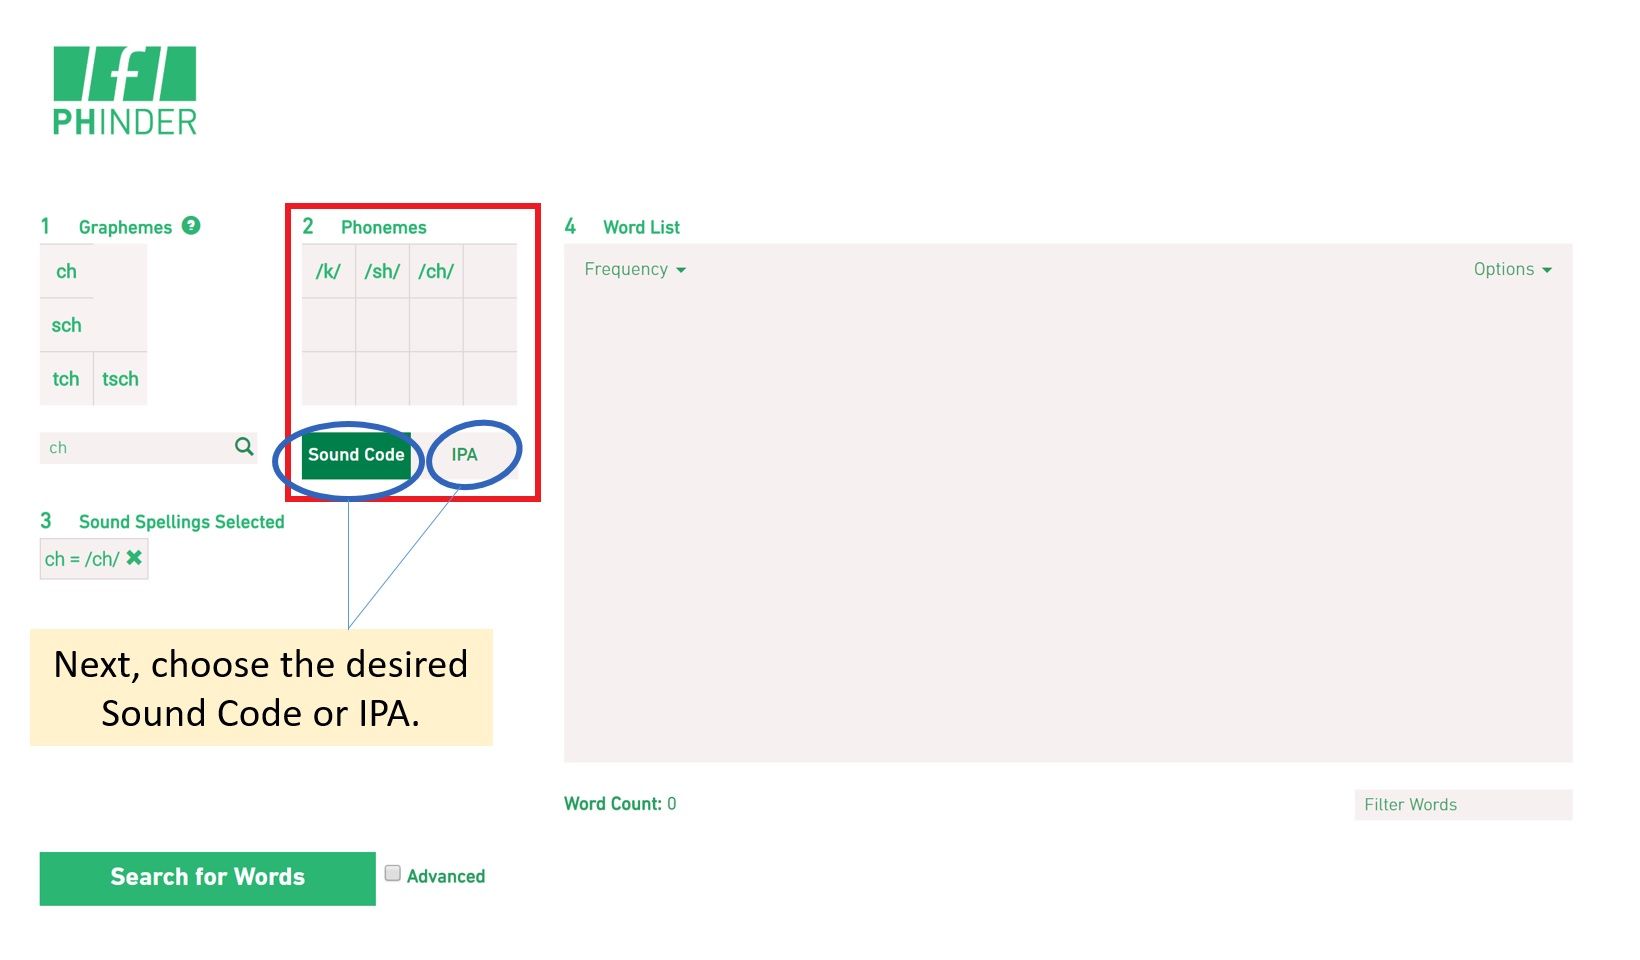 /f/
PHINDER
1 Graphemes ?
ch
sch
tch tsch
ch
2 Phonemes
/k/ /sh/ /ch/
Sound Code IPA
3 Sound Spellings Selected
ch = /ch/ ✖
Next, choose the desired
Sound Code or IPA.
Search for Words
Advanced
4 Word List
Frequency Options
Word Count: 0
Filter Words